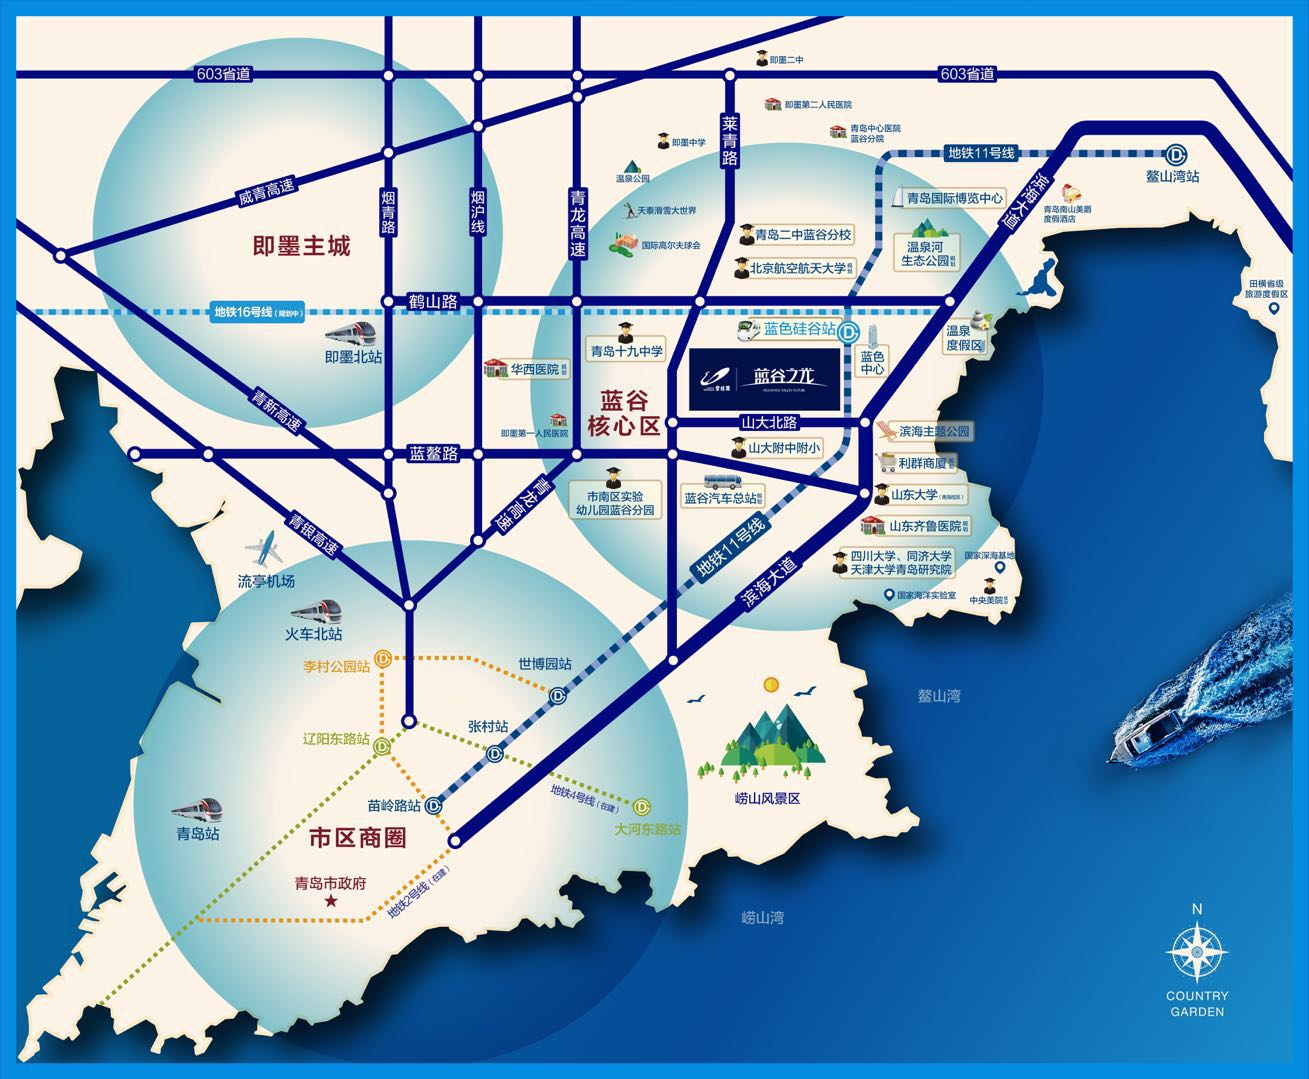 即墨二中
603省道
603省道
即墨第二人民医院
青岛中心医院
蓝谷分院
莱青路
即墨中学
地铁11号线
鳌山湾站
温泉公园
威青高速
烟青路
烟沪线
青龙高速
滨海大道
青岛国际博览中心
青岛南山美爵
度假酒店
天泰滑雪大世界
国际高尔夫球会
青岛二中蓝谷分校
温泉河
生态公园
即墨主城
北京航空航天大学
田横省级
旅游度假区
鹤山路
地铁16号线(规划中)
蓝色硅谷站
温泉
度假区
即墨北站
青岛十九中学
蓝色
中心
华西医院
碧桂园
蓝谷之龙
OCEANTEC VALLEY FUTURE
青新高速
蓝谷
核心区
即墨第一人民医院
山大北路
滨海主题公园
山大附中附小
蓝鳌路
利群商厦
市南区实验
幼儿园蓝谷分园
蓝谷汽车总站
山东大学(青岛校区)
青龙高速
青银高速
山东齐鲁医院
地铁11号线
四川大学、同济大学
天津大学青岛研究院
国家深海基地
流亭机场
滨海大道
国家海洋实验室
中央美院
火车北站
李村公园站
世博园站
鳌山湾
张村站
辽阳东路站
苗岭路站
地铁4号线(在建)
崂山风景区
大河东路站
青岛站
市区商圈
青岛市政府
地铁2号线(在建)
崂山湾
N
COUNTRY
GARDEN